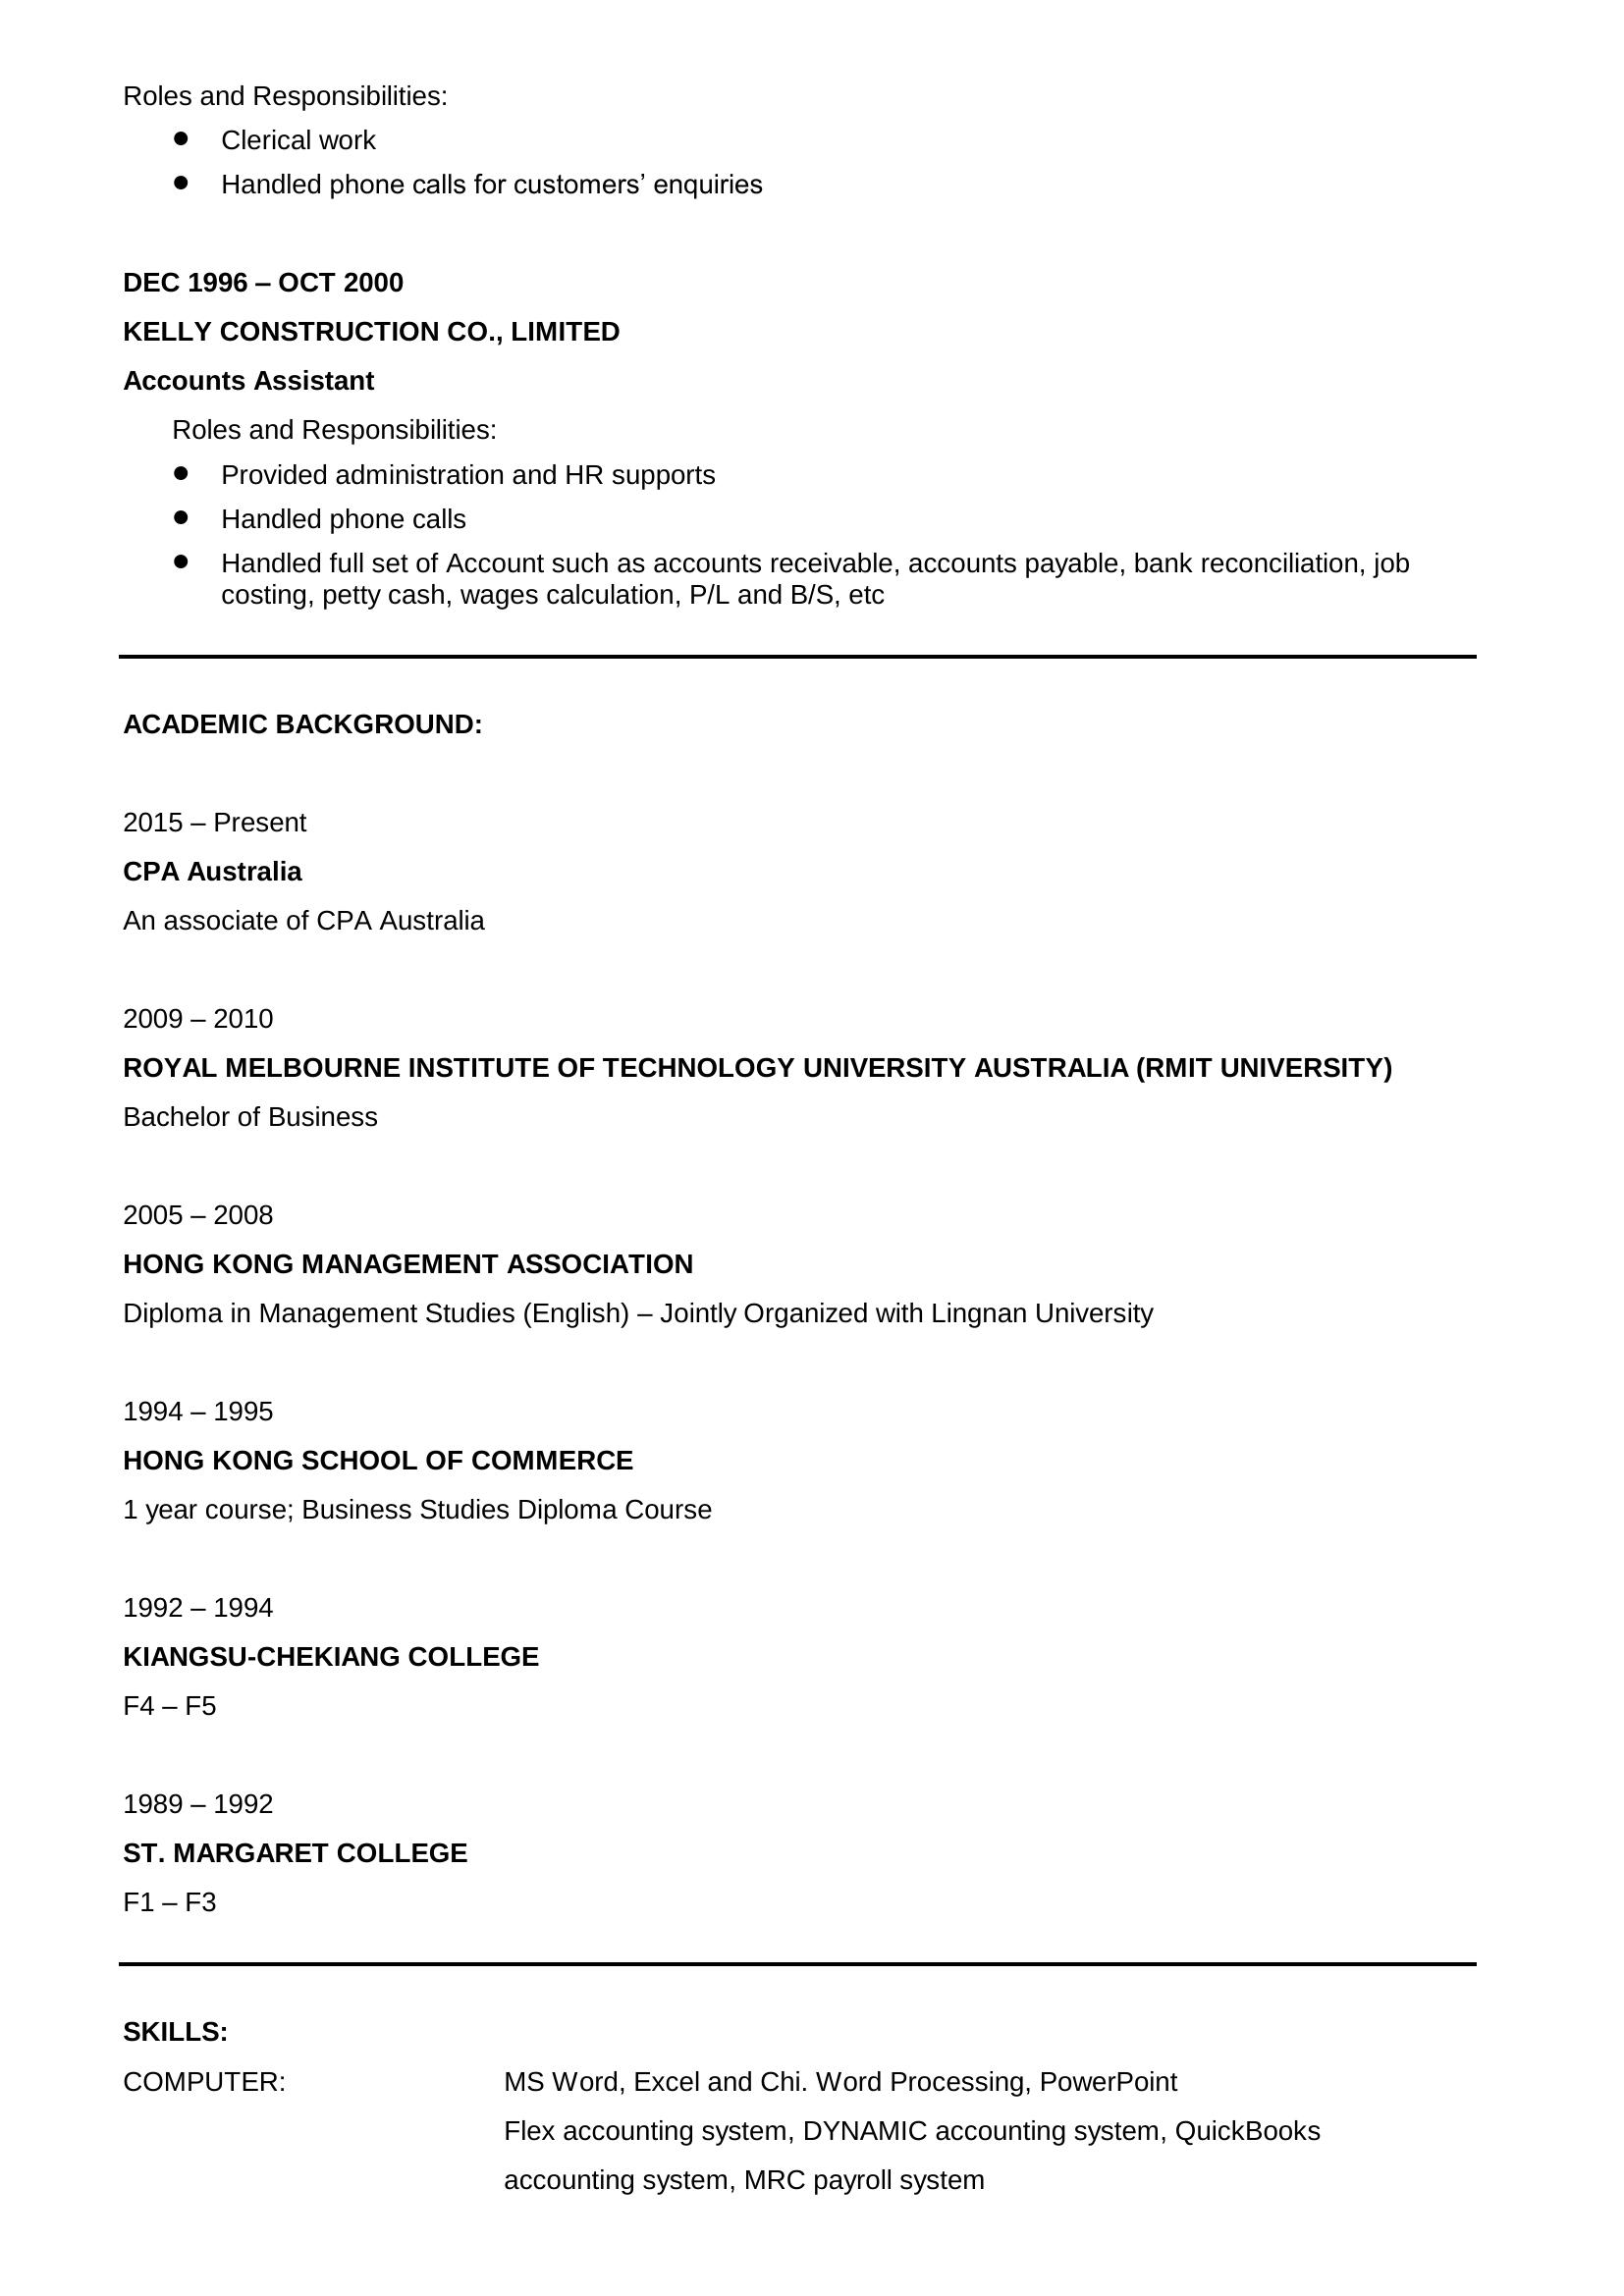 Roles and Responsibilities:
● Clerical work
● Handled phone calls for customers’ enquiries
DEC 1996 – OCT 2000
KELLY CONSTRUCTION CO., LIMITED
Accounts Assistant
Roles and Responsibilities:
● Provided administration and HR supports
● Handled phone calls
● Handled full set of Account such as accounts receivable, accounts payable, bank reconciliation, job
costing, petty cash, wages calculation, P/L and B/S, etc
ACADEMIC BACKGROUND:
2015 – Present
CPA Australia
An associate of CPA Australia
2009 – 2010
ROYAL MELBOURNE INSTITUTE OF TECHNOLOGY UNIVERSITY AUSTRALIA (RMIT UNIVERSITY)
Bachelor of Business
2005 – 2008
HONG KONG MANAGEMENT ASSOCIATION
Diploma in Management Studies (English) – Jointly Organized with Lingnan University
1994 – 1995
HONG KONG SCHOOL OF COMMERCE
1 year course; Business Studies Diploma Course
1992 – 1994
KIANGSU-CHEKIANG COLLEGE
F4 – F5
1989 – 1992
ST. MARGARET COLLEGE
F1 – F3
SKILLS:
COMPUTER: MS Word, Excel and Chi. Word Processing, PowerPoint
Flex accounting system, DYNAMIC accounting system, QuickBooks
accounting system, MRC payroll system